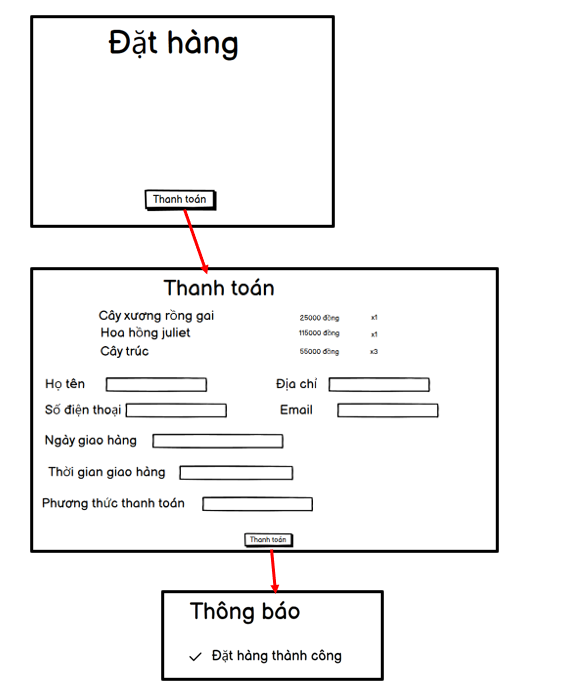 Đặt hàng
Thanh toán
Thanh toán
Cây xương rồng gai 25000 đồng x1
Hoa hồng juliet 115000 đồng x1
Cây trúc 55000 đồng x3
Họ tên Địa chỉ
Số điện thoại Email
Ngày giao hàng
Thời gian giao hàng
Phương thức thanh toán
Thanh toán
Thông báo
✓ Đặt hàng thành công